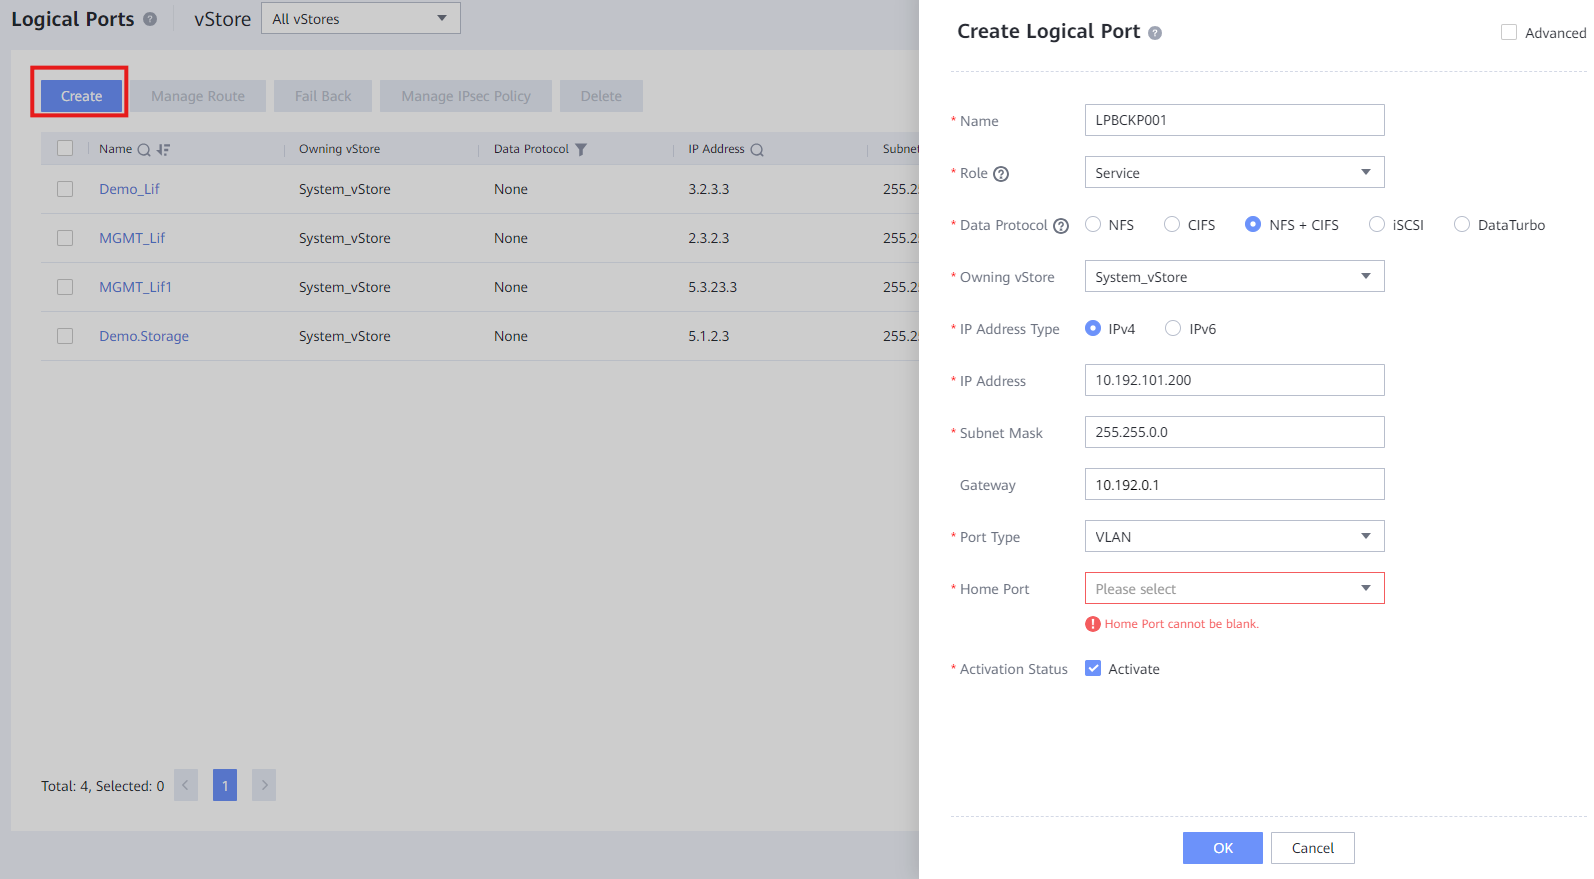 Logical Ports ? vStore All vStores
Create Manage Route Fail Back Manage IPsec Policy Delete
Name Owning vStore Data Protocol IP Address Subnet
Demo_Lif System_vStore None 3.2.3.3 255.2
MGMT_Lif System_vStore None 2.3.2.3 255.2
MGMT_Lif1 System_vStore None 5.3.23.3 255.2
Demo.Storage System_vStore None 5.1.2.3 255.2
Total: 4, Selected: 0 < 1 >
Create Logical Port ? Advanced
* Name LPBCKP001
* Role ? Service
* Data Protocol ? NFS CIFS NFS + CIFS iSCSI DataTurbo
* Owning vStore System_vStore
* IP Address Type IPv4 IPv6
* IP Address 10.192.101.200
* Subnet Mask 255.255.0.0
Gateway 10.192.0.1
* Port Type VLAN
* Home Port Please select
! Home Port cannot be blank.
* Activation Status Activate
OK Cancel